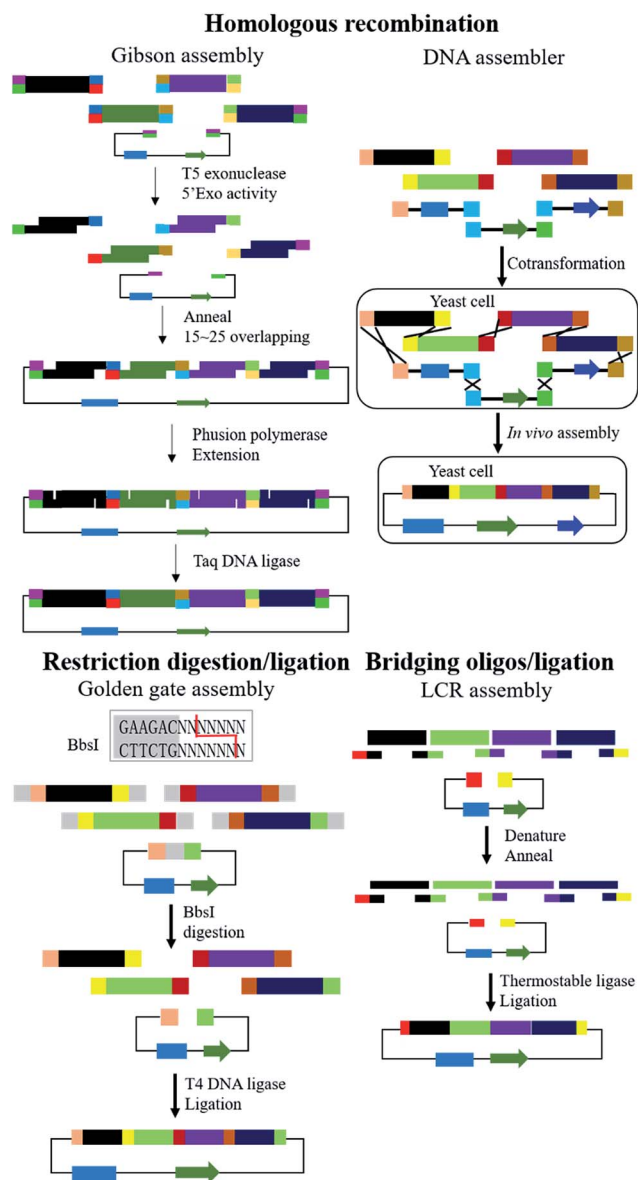 Homologous recombination
Gibson assembly
T5 exonuclease
5'Exo activity
Anneal
15~25 overlapping
Phusion polymerase
Extension
Taq DNA ligase
DNA assembler
Cotransformation
Yeast cell
In vivo assembly
Yeast cell
Restriction digestion/ligation
Golden gate assembly
BbsI
GAAGACNNNNNNN
CTTCTGNNNNNNN
BbsI
digestion
T4 DNA ligase
Ligation
Bridging oligos/ligation
LCR assembly
Denature
Anneal
Thermostable ligase
Ligation